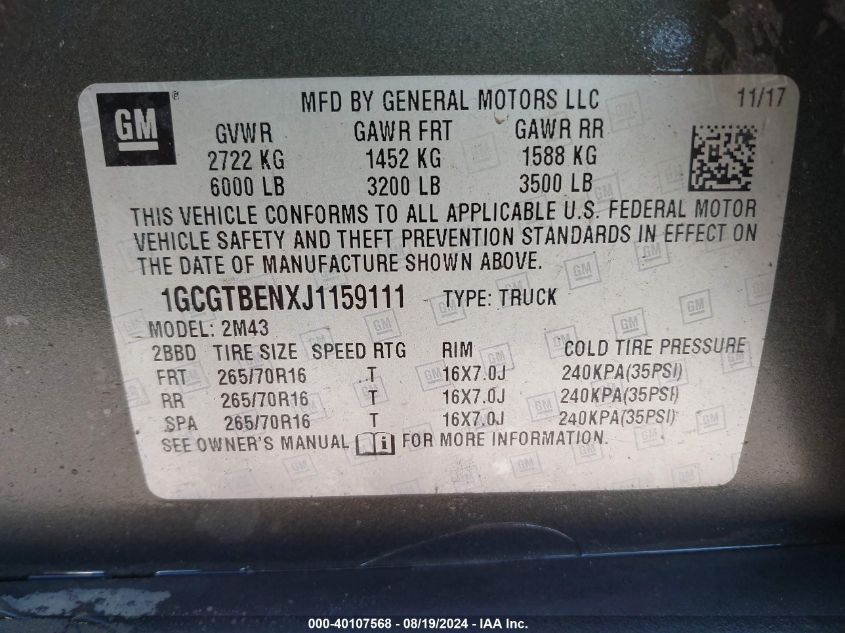 GM ® MFD BY GENERAL MOTORS LLC 11/17
GVWR GAWR FRT GAWR RR
2722 KG 1452 KG 1588 KG
6000 LB 3200 LB 3500 LB
THIS VEHICLE CONFORMS TO ALL APPLICABLE U.S. FEDERAL MOTOR
VEHICLE SAFETY AND THEFT PREVENTION STANDARDS IN EFFECT ON
THE DATE OF MANUFACTURE SHOWN ABOVE.
1GCGTBENXJ1159111 TYPE: TRUCK
MODEL: 2M43
2BBD TIRE SIZE SPEED RTG RIM COLD TIRE PRESSURE
FRT 265/70R16 T 16X7.0J 240KPA(35PSI)
RR 265/70R16 T 16X7.0J 240KPA(35PSI)
SPA 265/70R16 T 16X7.0J 240KPA(35PSI)
SEE OWNER'S MANUAL i FOR MORE INFORMATION.
000-40107568 - 08/19/2024 - IAA Inc.